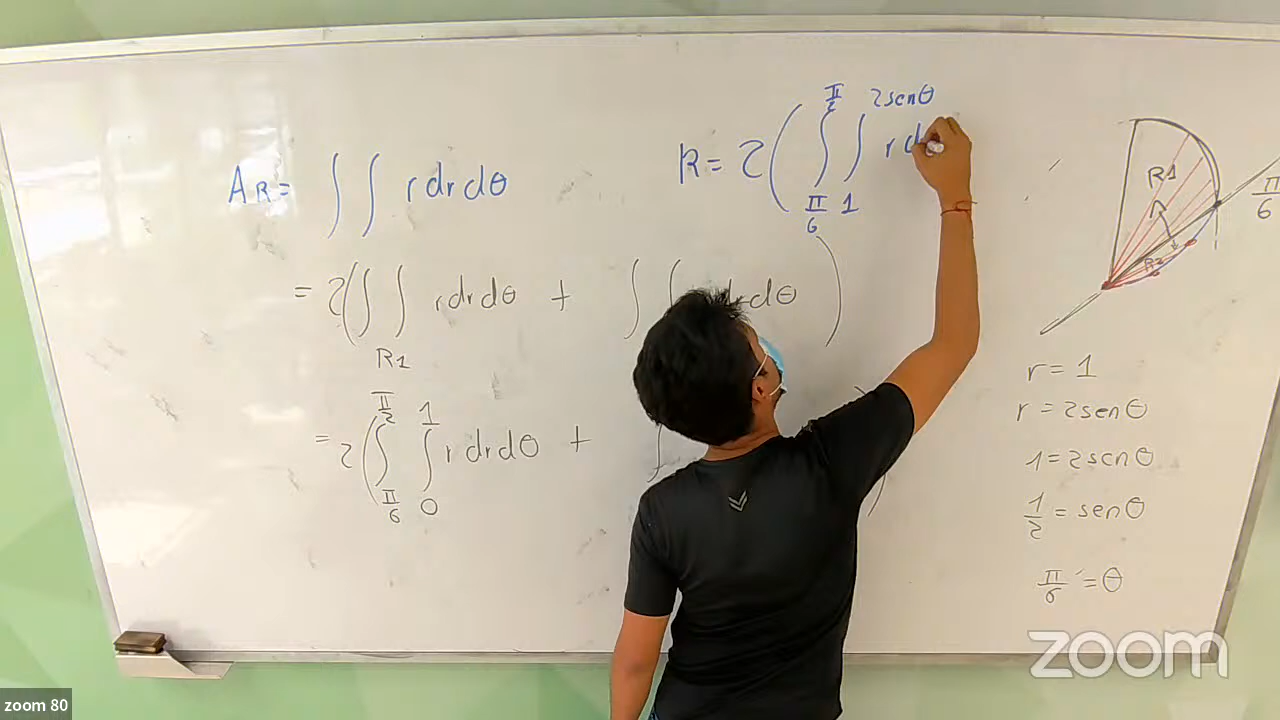 A_R = ∫ ∫ r dr dθ
R = 2 ( ∫_{π/6}^{π/2} ∫_1^{2senθ} r d
= 2 ( ∫ ∫_{R1} r dr dθ + ∫ ∫ dr dθ )
= 2 ( ∫_{π/6}^{π/2} ∫_0^1 r dr dθ + ∫
R1
π/6
r = 1
r = 2senθ
1 = 2senθ
1/2 = senθ
π/6 = θ
zoom
zoom 80